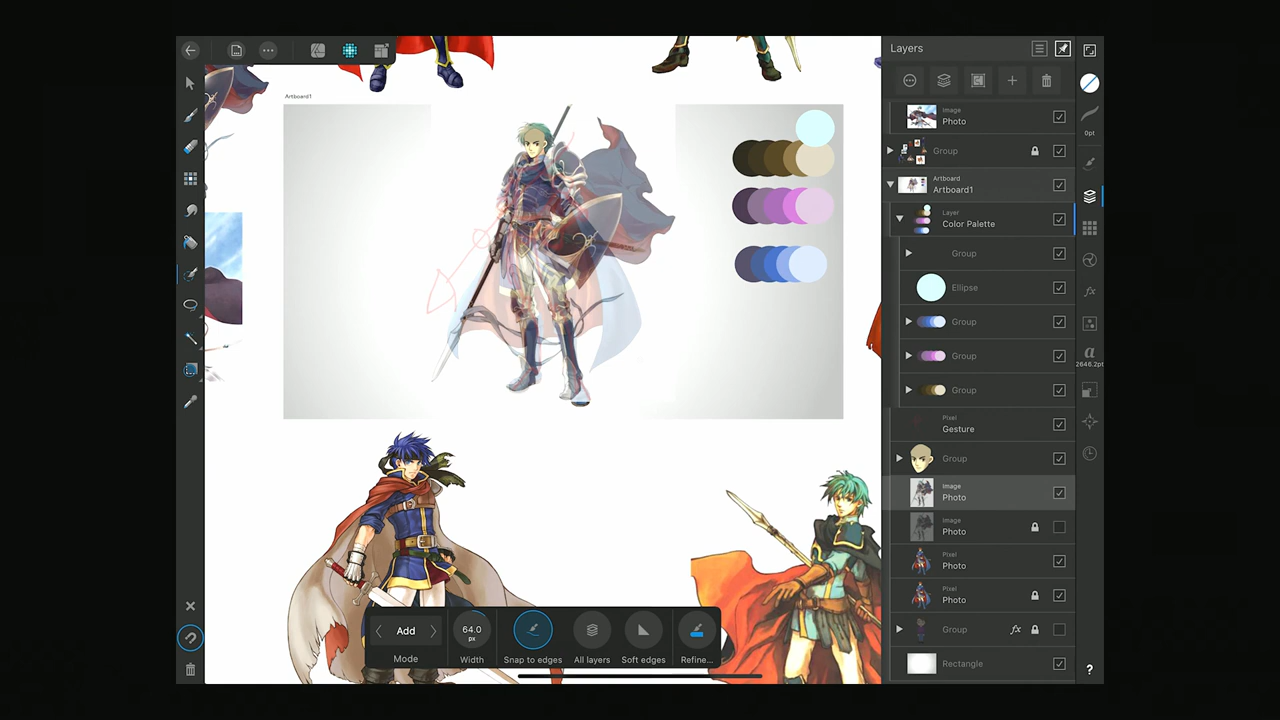 Layers
Artboard1
Image
Photo
Group
Artboard
Artboard1
Layer
Color Palette
Group
Ellipse
Group
Group
Group
Pixel
Gesture
Group
Image
Photo
Image
Photo
Pixel
Photo
Pixel
Photo
Group
fx
Rectangle
0pt
fx
a
2646.2pt
?
Add
Mode
64.0
px
Width
Snap to edges
All layers
Soft edges
Refine...